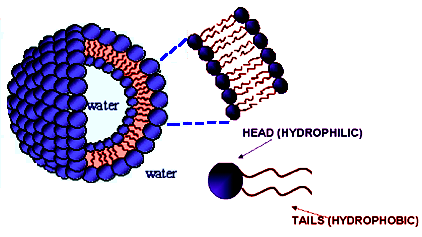 water
HEAD (HYDROPHILIC)
water
TAILS (HYDROPHOBIC)